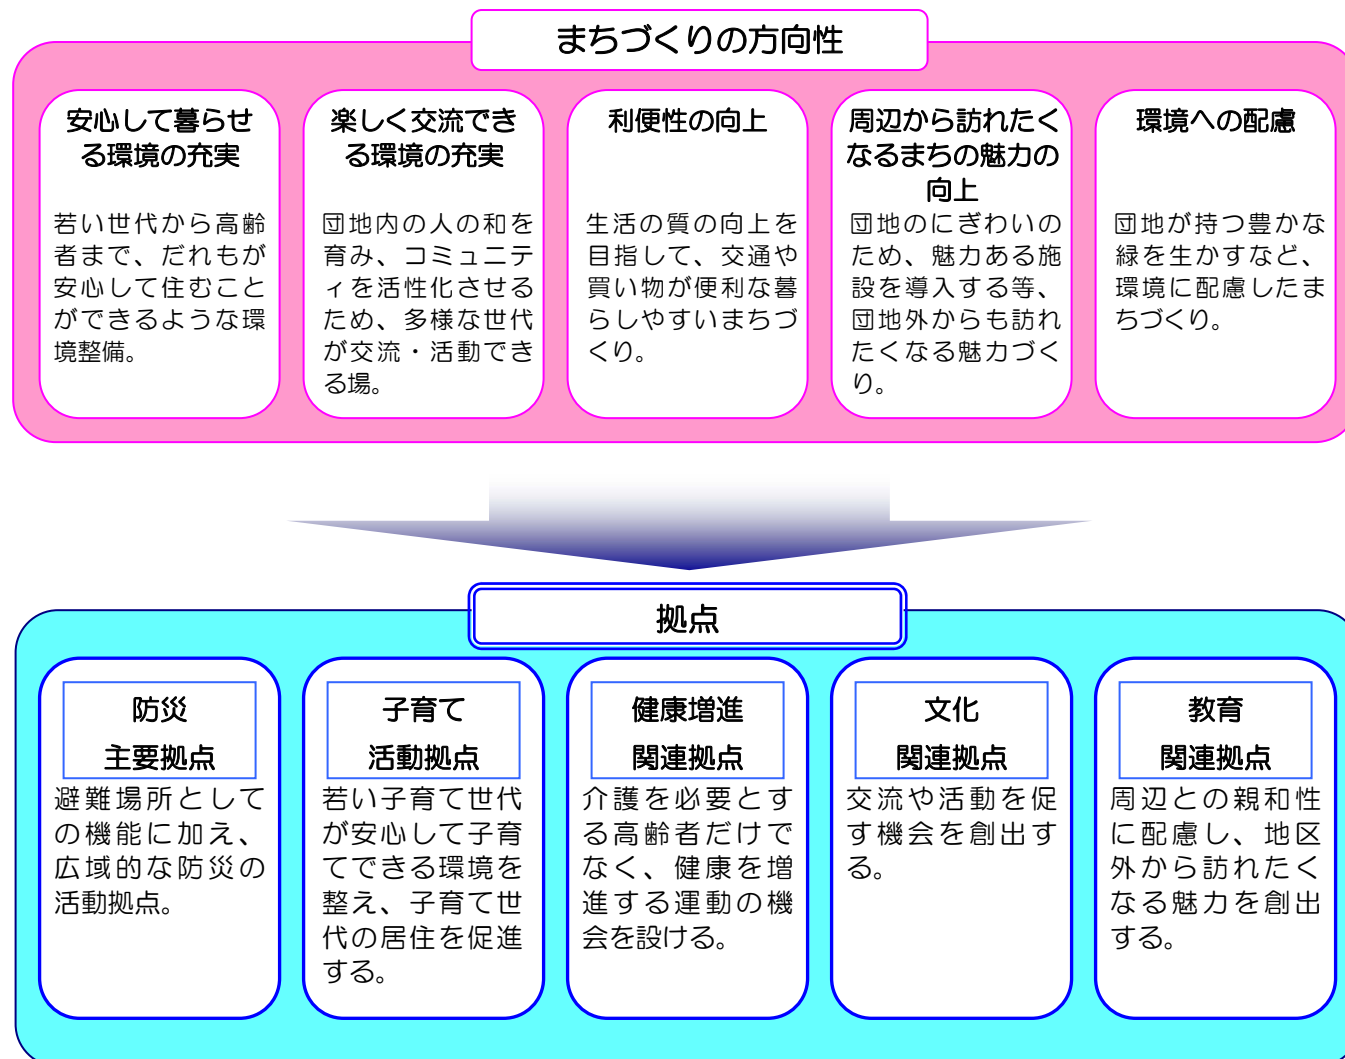 まちづくりの方向性
安心して暮らせ
る環境の充実
若い世代から高齢
者まで、だれもが
安心して住むこと
ができるような環
境整備。
楽しく交流でき
る環境の充実
団地内の人の和を
育み、コミュニテ
ィを活性化させる
ため、多様な世代
が交流・活動でき
る場。
利便性の向上
生活の質の向上を
目指して、交通や
買い物が便利な暮
らしやすいまちづ
くり。
周辺から訪れたく
なるまちの魅力の
向上
団地のにぎわいの
ため、魅力ある施
設を導入する等、
団地外からも訪れ
たくなる魅力づく
り。
環境への配慮
団地が持つ豊かな
緑を生かすなど、
環境に配慮したま
ちづくり。
拠点
防災
主要拠点
避難場所として
の機能に加え、
広域的な防災の
活動拠点。
子育て
活動拠点
若い子育て世代
が安心して子育
てできる環境を
整え、子育て世
代の居住を促進
する。
健康増進
関連拠点
介護を必要とす
る高齢者だけで
なく、健康を増
進する運動の機
会を設ける。
文化
関連拠点
交流や活動を促
す機会を創出す
る。
教育
関連拠点
周辺との親和性
に配慮し、地区
外から訪れたく
なる魅力を創出
する。